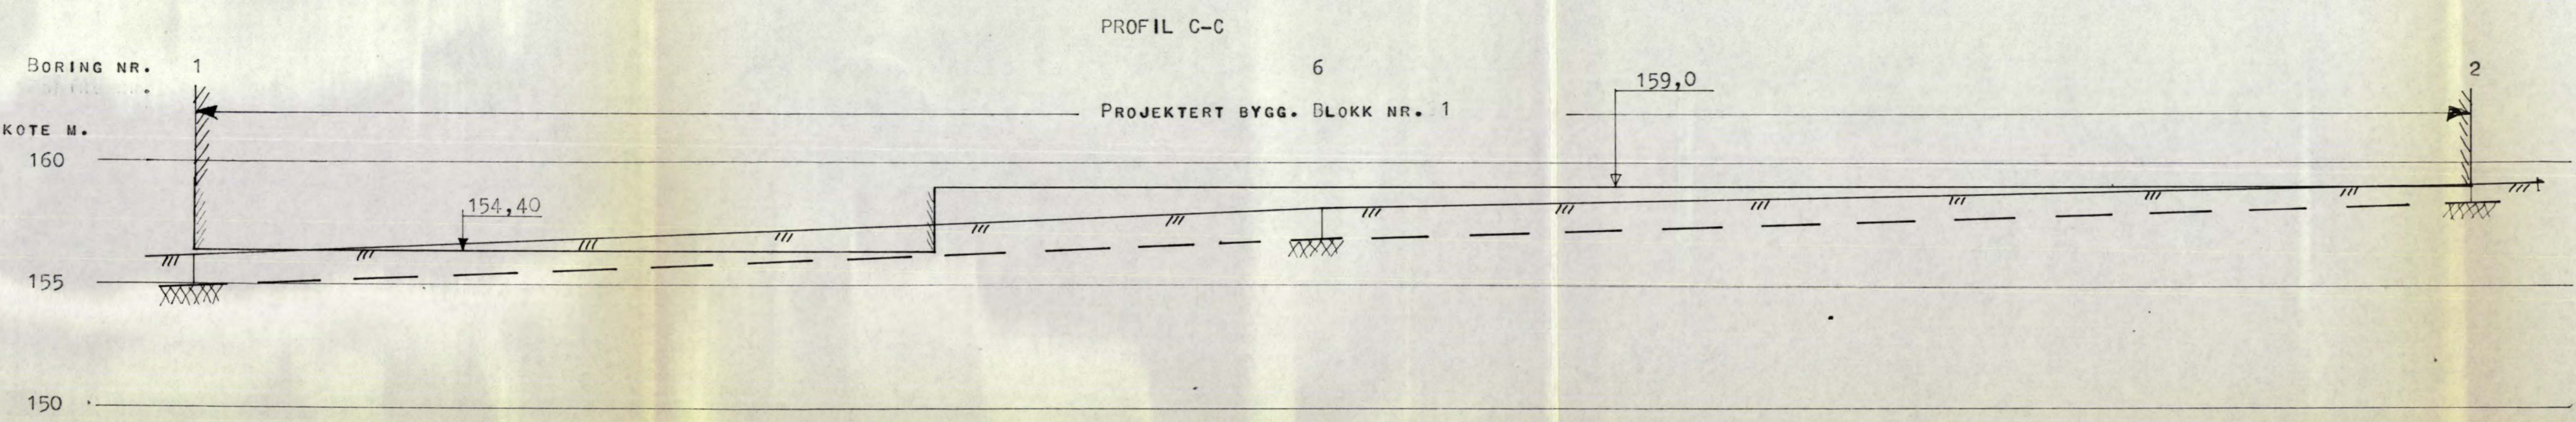 PROFIL C-C
BORING NR. 1 6 2
159,0
PROJEKTERT BYGG. BLOKK NR. 1
KOTE M.
160
154,40
155
150